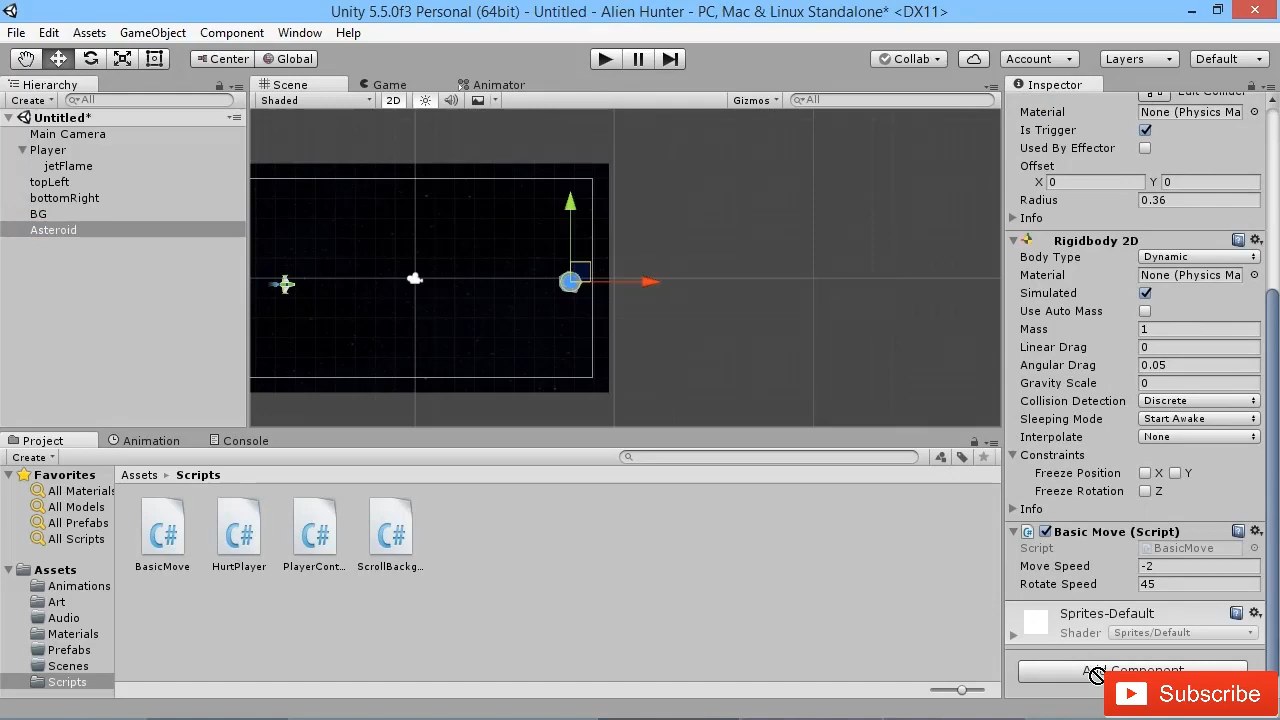 Unity 5.5.0f3 Personal (64bit) - Untitled - Alien Hunter - PC, Mac & Linux Standalone* <DX11>
File Edit Assets GameObject Component Window Help
Center Global Collab Account Layers Default
Hierarchy
Create All
Untitled*
Main Camera
Player
jetFlame
topLeft
bottomRight
BG
Asteroid
Scene Game Animator
Shaded 2D Gizmos All
Inspector
Edit Collider
Material None (Physics Ma
Is Trigger
Used By Effector
Offset
X 0 Y 0
Radius 0.36
Info
Rigidbody 2D
Body Type Dynamic
Material None (Physics Ma
Simulated
Use Auto Mass
Mass 1
Linear Drag 0
Angular Drag 0.05
Gravity Scale 0
Collision Detection Discrete
Sleeping Mode Start Awake
Interpolate None
Constraints
Freeze Position X Y
Freeze Rotation Z
Info
Basic Move (Script)
Script BasicMove
Move Speed -2
Rotate Speed 45
Sprites-Default
Shader Sprites/Default
Add Component
Subscribe
Project Animation Console
Create
Favorites
All Materials
All Models
All Prefabs
All Scripts
Assets
Animations
Art
Audio
Materials
Prefabs
Scenes
Scripts
Assets Scripts
C# C# C# C#
BasicMove HurtPlayer PlayerCont... ScrollBackg...